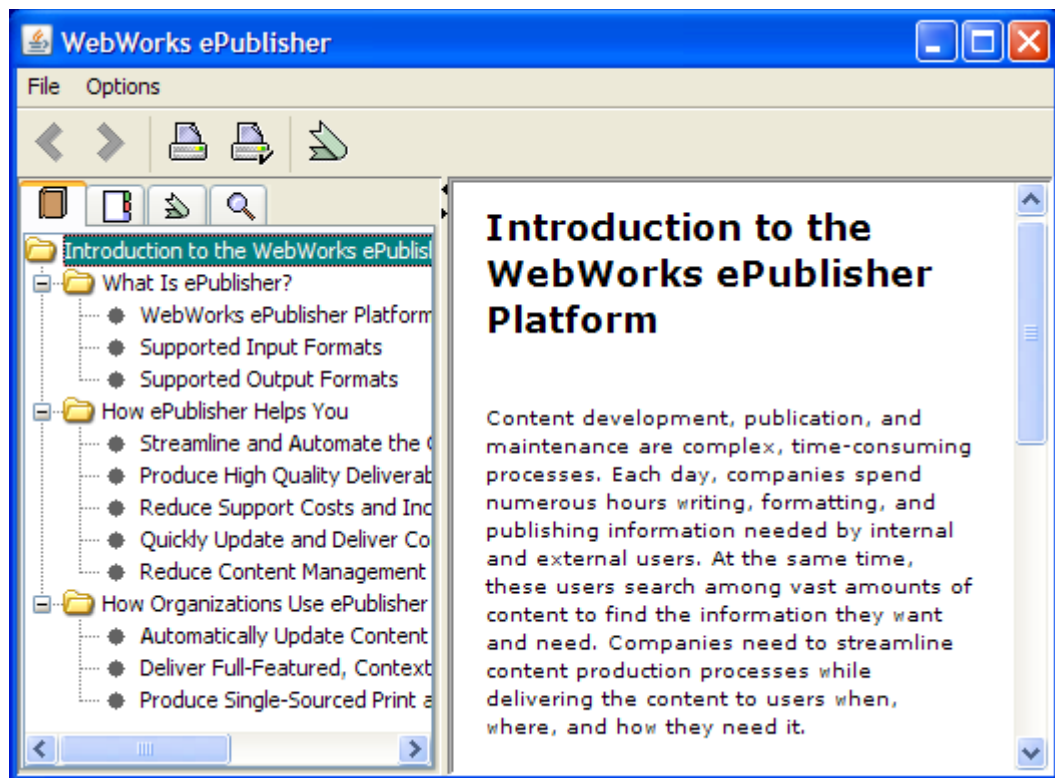 WebWorks ePublisher
File Options
Introduction to the WebWorks
What Is ePublisher?
WebWorks ePublisher Platform
Supported Input Formats
Supported Output Formats
How ePublisher Helps You
Streamline and Automate the
Produce High Quality
Reduce Support Costs and
Quickly Update and Deliver
Reduce Content Management
How Organizations Use ePublisher
Automatically Update Content
Deliver Full-Featured,
Produce Single-Sourced Print
Introduction to the
WebWorks ePublisher
Platform
Content development, publication, and
maintenance are complex, time-consuming
processes. Each day, companies spend
numerous hours writing, formatting, and
publishing information needed by internal
and external users. At the same time,
these users search among vast amounts of
content to find the information they want
and need. Companies need to streamline
content production processes while
delivering the content to users when,
where, and how they need it.